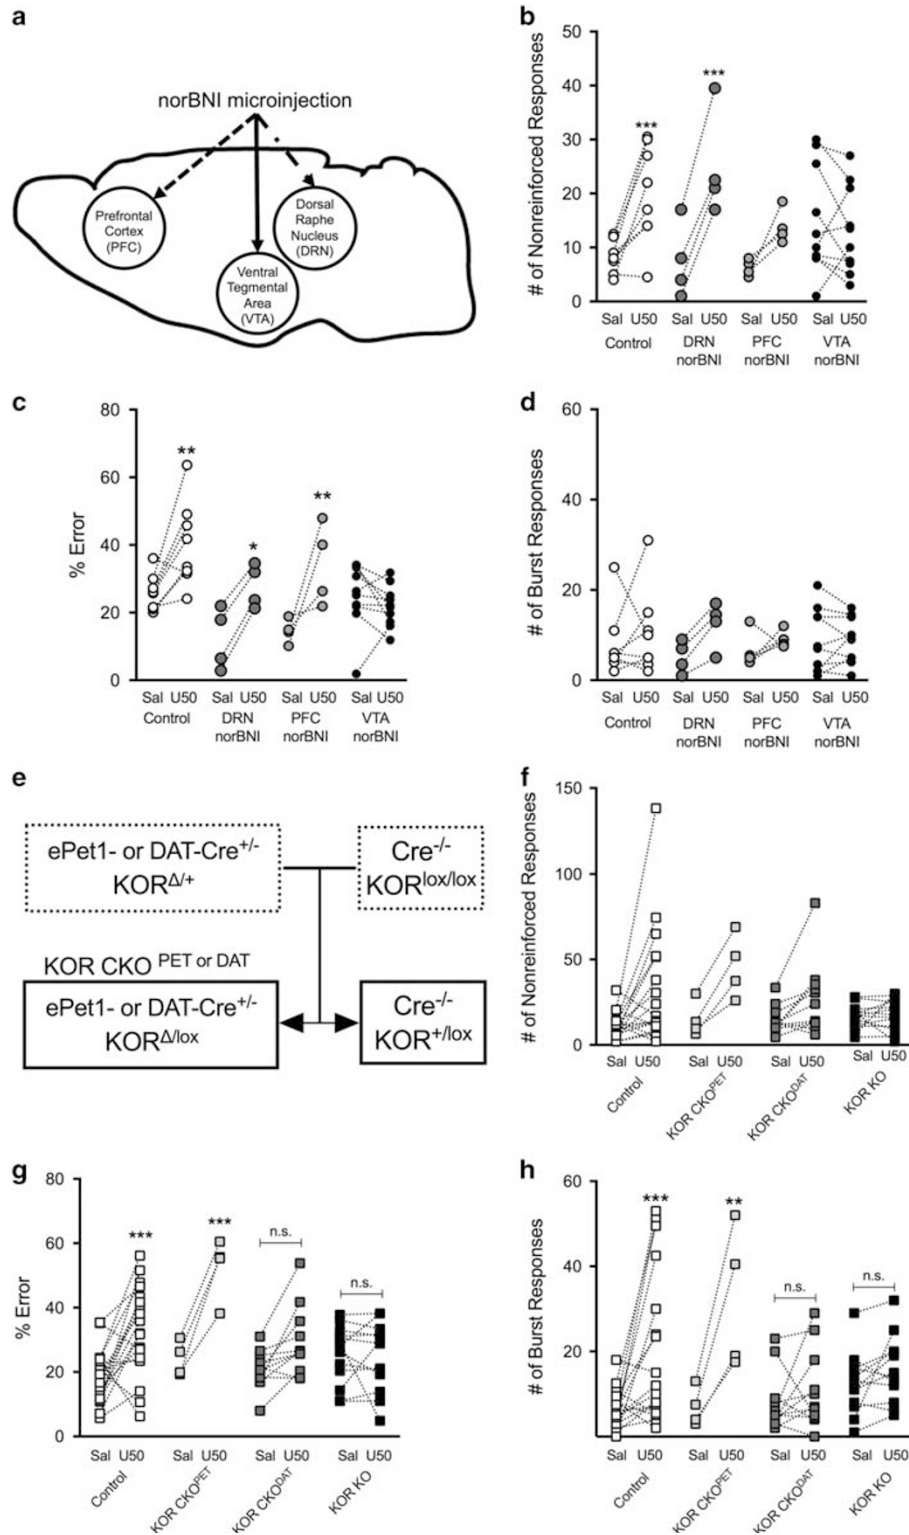 a
norBNI microinjection
Prefrontal
Cortex
(PFC)
Dorsal
Raphe
Nucleus
(DRN)
Ventral
Tegmental
Area
(VTA)
b
# of Nonreinforced Responses
50
40
30
20
10
0
***
***
Sal U50 Sal U50 Sal U50 Sal U50
Control DRN norBNI PFC norBNI VTA norBNI
c
% Error
80
60
40
20
0
**
*
**
Sal U50 Sal U50 Sal U50 Sal U50
Control DRN norBNI PFC norBNI VTA norBNI
d
# of Burst Responses
60
40
20
0
Sal U50 Sal U50 Sal U50 Sal U50
Control DRN norBNI PFC norBNI VTA norBNI
e
ePet1- or DAT-Cre+/-
KORΔ/+
Cre-/-
KORlox/lox
KOR CKO PET or DAT
ePet1- or DAT-Cre+/-
KORΔ/lox
Cre-/-
KOR+/lox
f
# of Nonreinforced Responses
150
100
50
0
Sal U50 Sal U50 Sal U50 Sal U50
Control KOR CKOPET KOR CKODAT KOR KO
g
% Error
80
60
40
20
0
***
***
n.s.
n.s.
Sal U50 Sal U50 Sal U50 Sal U50
Control KOR CKOPET KOR CKODAT KOR KO
h
# of Burst Responses
60
40
20
***
**
n.s.
n.s.
Sal U50 Sal U50 Sal U50 Sal U50
Control KOR CKOPET KOR CKODAT KOR KO